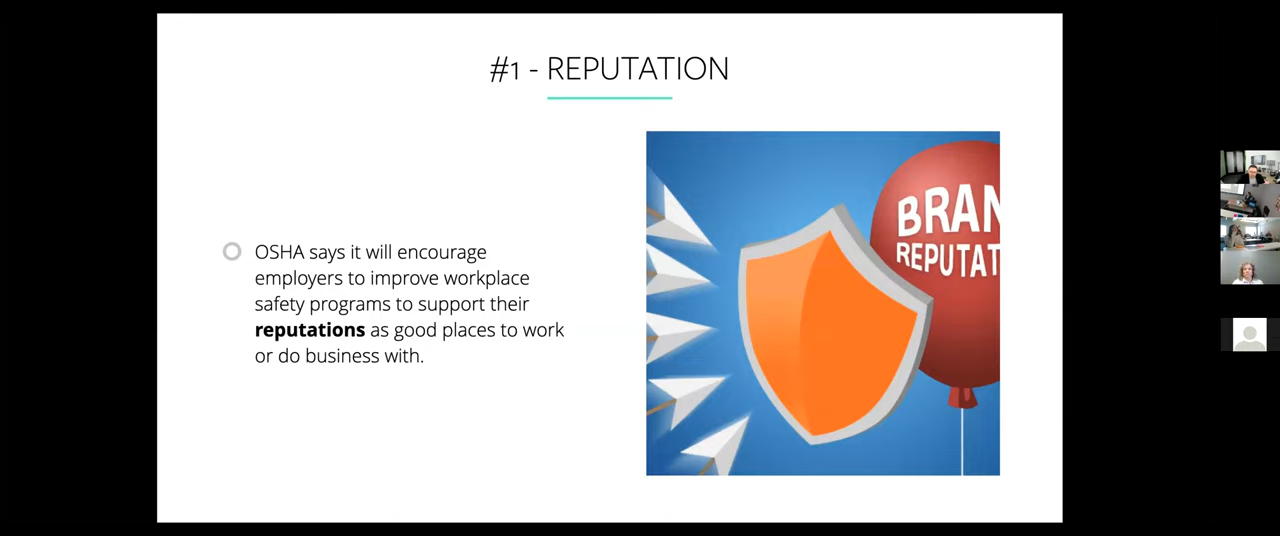 #1 - REPUTATION
OSHA says it will encourage
employers to improve workplace
safety programs to support their
reputations as good places to work
or do business with.
BRAN
REPUTAT